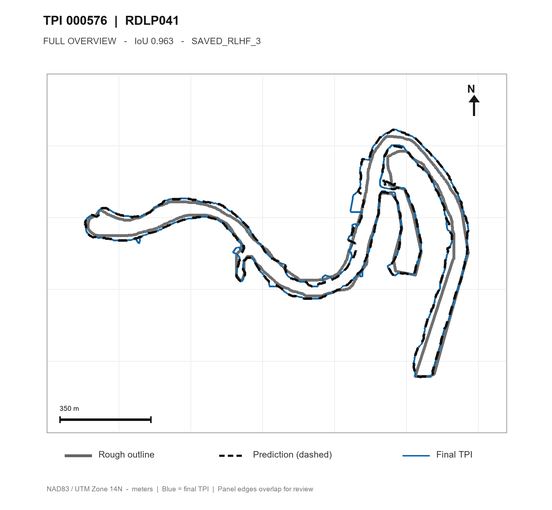 TPI 000576 | RDLP041
FULL OVERVIEW - IoU 0.963 - SAVED_RLHF_3
N
350 m
Rough outline Prediction (dashed) Final TPI
NAD83 / UTM Zone 14N - meters | Blue = final TPI | Panel edges overlap for review